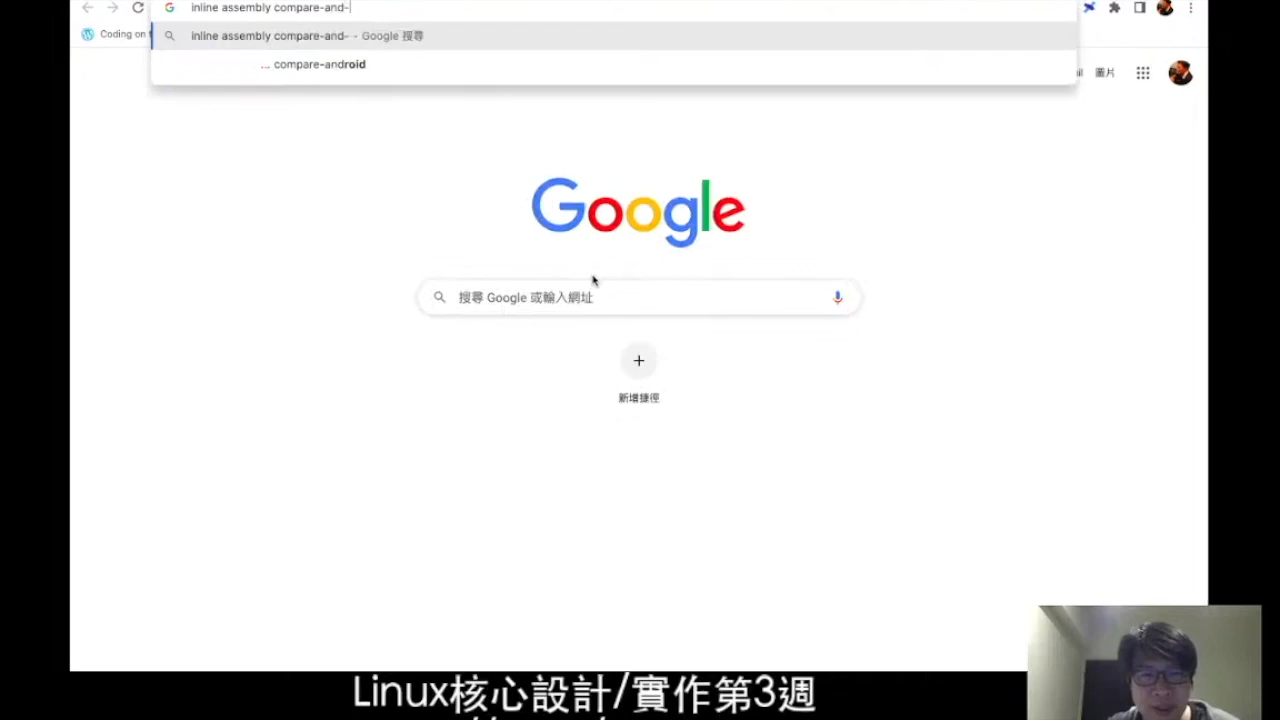 inline assembly compare-and-
Coding on
inline assembly compare-and- - Google 搜尋
... compare-android
圖片
Google
搜尋 Google 或輸入網址
新增捷徑
Linux核心設計/實作第3週